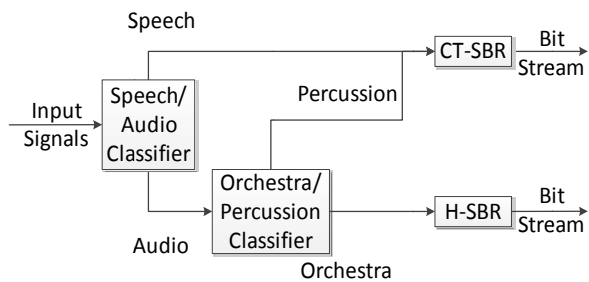 Speech
CT-SBR
Bit
Stream
Input
Signals
Speech/
Audio
Classifier
Percussion
Orchestra/
Percussion
Classifier
H-SBR
Bit
Stream
Audio
Orchestra